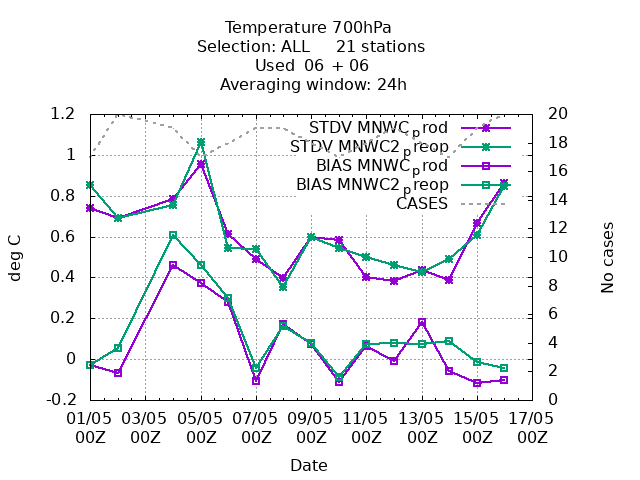 Temperature 700hPa
Selection: ALL 21 stations
Used 06 + 06
Averaging window: 24h
STDV MNWC_prod
STDV MNWC2_preop
BIAS MNWC_prod
BIAS MNWC2_preop
CASES
deg C
1.2
1
0.8
0.6
0.4
0.2
0
-0.2
20
18
16
14
12
10
8
6
4
2
0
No cases
01/05 03/05 05/05 07/05 09/05 11/05 13/05 15/05 17/05
00Z 00Z 00Z 00Z 00Z 00Z 00Z 00Z 00Z
Date